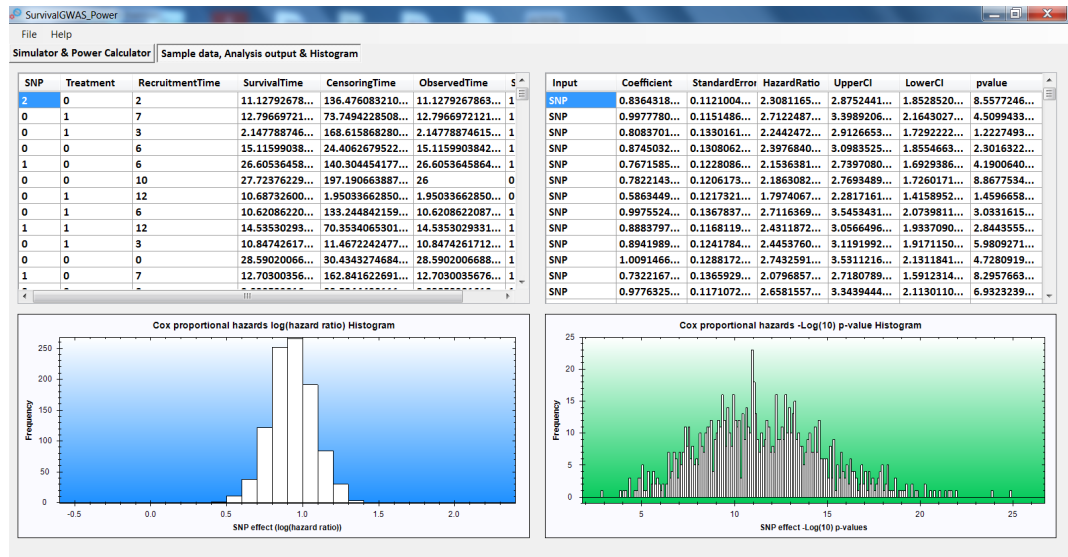 SurvivalGWAS_Power
File Help
Simulator & Power Calculator Sample data, Analysis output & Histogram
SNP Treatment RecruitmentTime SurvivalTime CensoringTime ObservedTime S
2 0 2 11.12792678... 136.476083210... 11.1279267863... 1
0 1 7 12.79669721... 73.7494228508... 12.7966972121... 1
0 1 3 2.147788746... 168.615868280... 2.14778874615... 1
0 0 6 15.11599038... 24.4062679522... 15.1159903842... 1
1 0 6 26.60536458... 140.304454177... 26.6053645864... 1
0 0 10 27.72376229... 197.190663887... 26 0
0 1 12 10.68732600... 1.95033662850... 1.95033662850... 0
0 1 6 10.62086220... 133.244842159... 10.6208622087... 1
1 1 12 14.53530293... 70.3534065301... 14.5353029331... 1
0 1 3 10.84742617... 11.4672242477... 10.8474261712... 1
0 0 0 28.59020066... 30.4343274684... 28.5902006688... 1
1 0 7 12.70300356... 162.841622691... 12.7030035676... 1
Input Coefficient StandardError HazardRatio UpperCI LowerCI pvalue
SNP 0.8364318... 0.1121004... 2.3081165... 2.8752441... 1.8528520... 8.5577246...
SNP 0.9977780... 0.1151486... 2.7122487... 3.3989206... 2.1643027... 4.5099433...
SNP 0.8083701... 0.1330161... 2.2442472... 2.9126653... 1.7292222... 1.2227493...
SNP 0.8745032... 0.1308062... 2.3976840... 3.0983525... 1.8554663... 2.3016322...
SNP 0.7671585... 0.1228086... 2.1536381... 2.7397080... 1.6929386... 4.1900640...
SNP 0.7822143... 0.1206173... 2.1863082... 2.7693489... 1.7260171... 8.8677534...
SNP 0.5863449... 0.1217321... 1.7974067... 2.2817161... 1.4158952... 1.4596658...
SNP 0.9975524... 0.1367837... 2.7116369... 3.5453431... 2.0739811... 3.0331615...
SNP 0.8883797... 0.1168119... 2.4311872... 3.0566496... 1.9337090... 2.8443555...
SNP 0.8941989... 0.1241784... 2.4453760... 3.1191992... 1.9171150... 5.9809271...
SNP 1.0091466... 0.1288172... 2.7432591... 3.5311216... 2.1311841... 4.7280919...
SNP 0.7322167... 0.1365929... 2.0796857... 2.7180789... 1.5912314... 8.2957663...
SNP 0.9776325... 0.1171072... 2.6581557... 3.3439444... 2.1130110... 6.9323239...
Cox proportional hazards log(hazard ratio) Histogram
Frequency
250
200
150
100
50
0
-0.5 0.0 0.5 1.0 1.5 2.0
SNP effect (log(hazard ratio))
Cox proportional hazards -Log(10) p-value Histogram
Frequency
25
20
15
10
5
0
5 10 15 20 25
SNP effect -Log(10) p-values